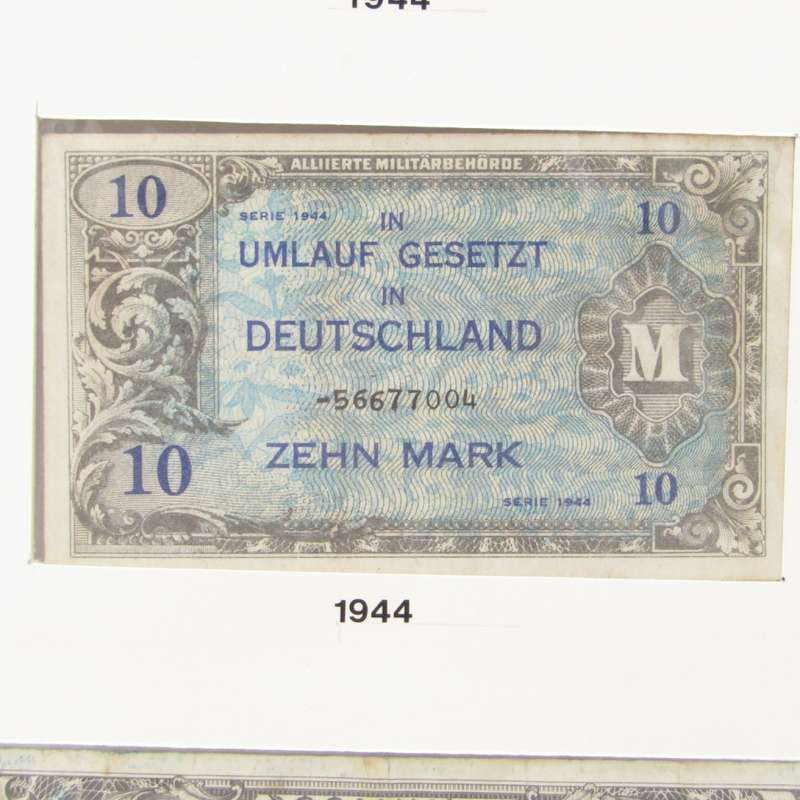 1944
ALLIIERTE MILITÄRBEHÖRDE
10
SERIE 1944
IN
10
UMLAUF GESETZT
IN
DEUTSCHLAND
M
-56677004
10
ZEHN MARK
SERIE 1944
10
1944